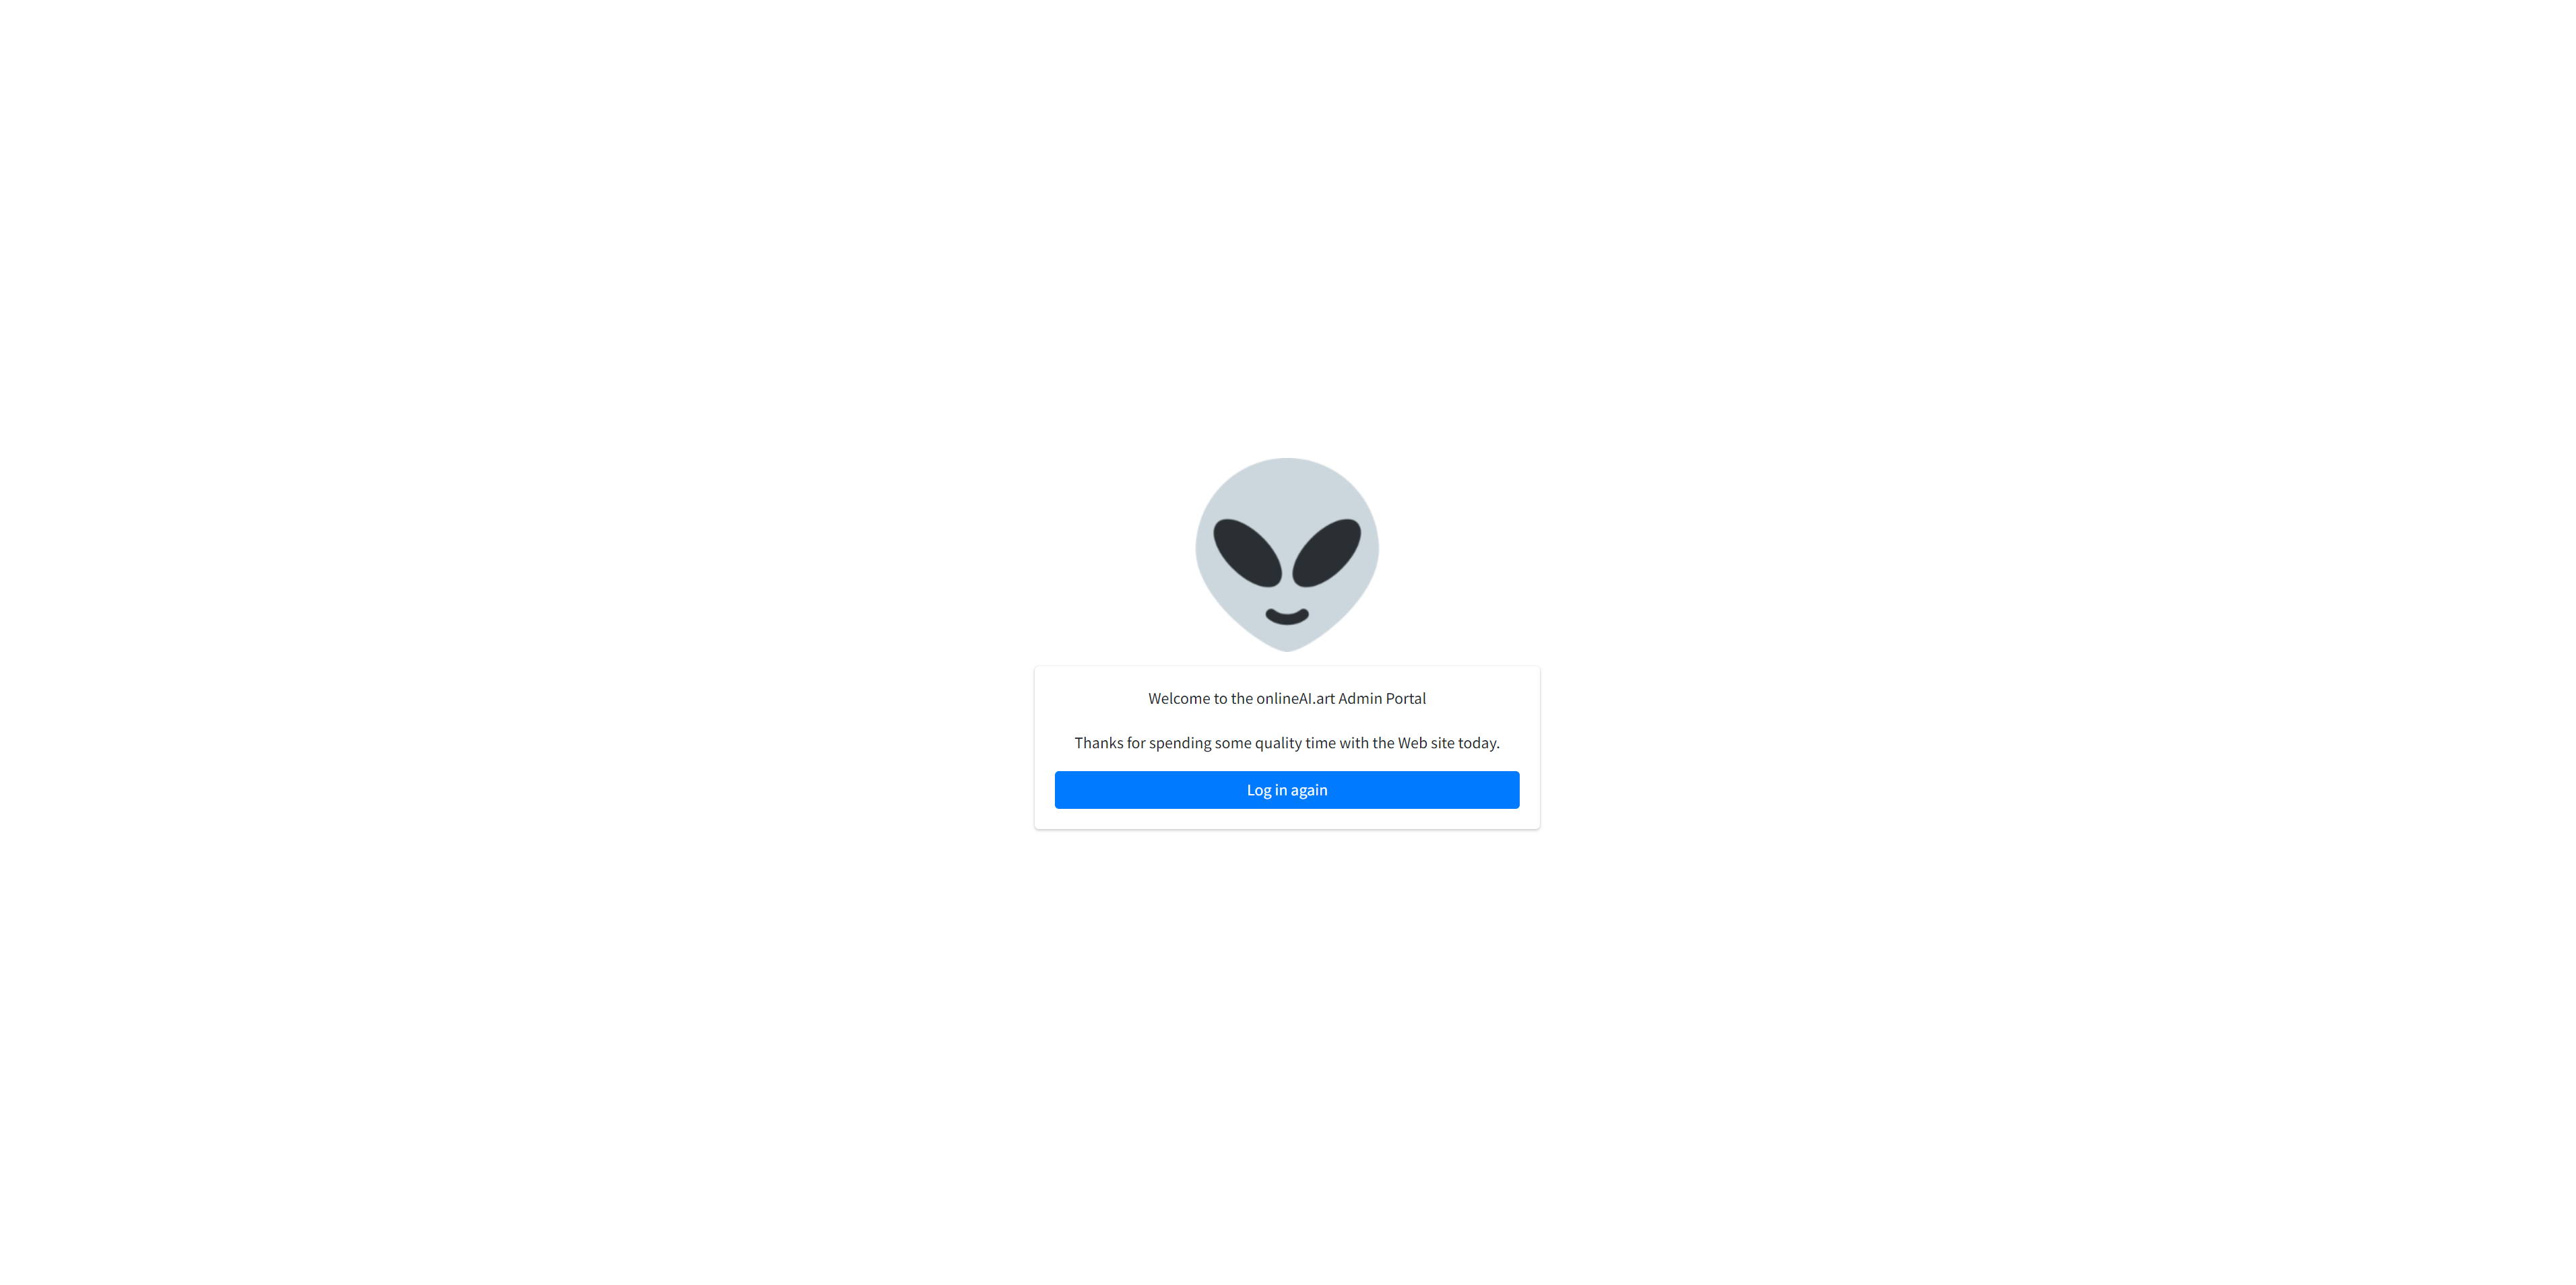 Welcome to the onlineAI.art Admin Portal
Thanks for spending some quality time with the Web site today.
Log in again